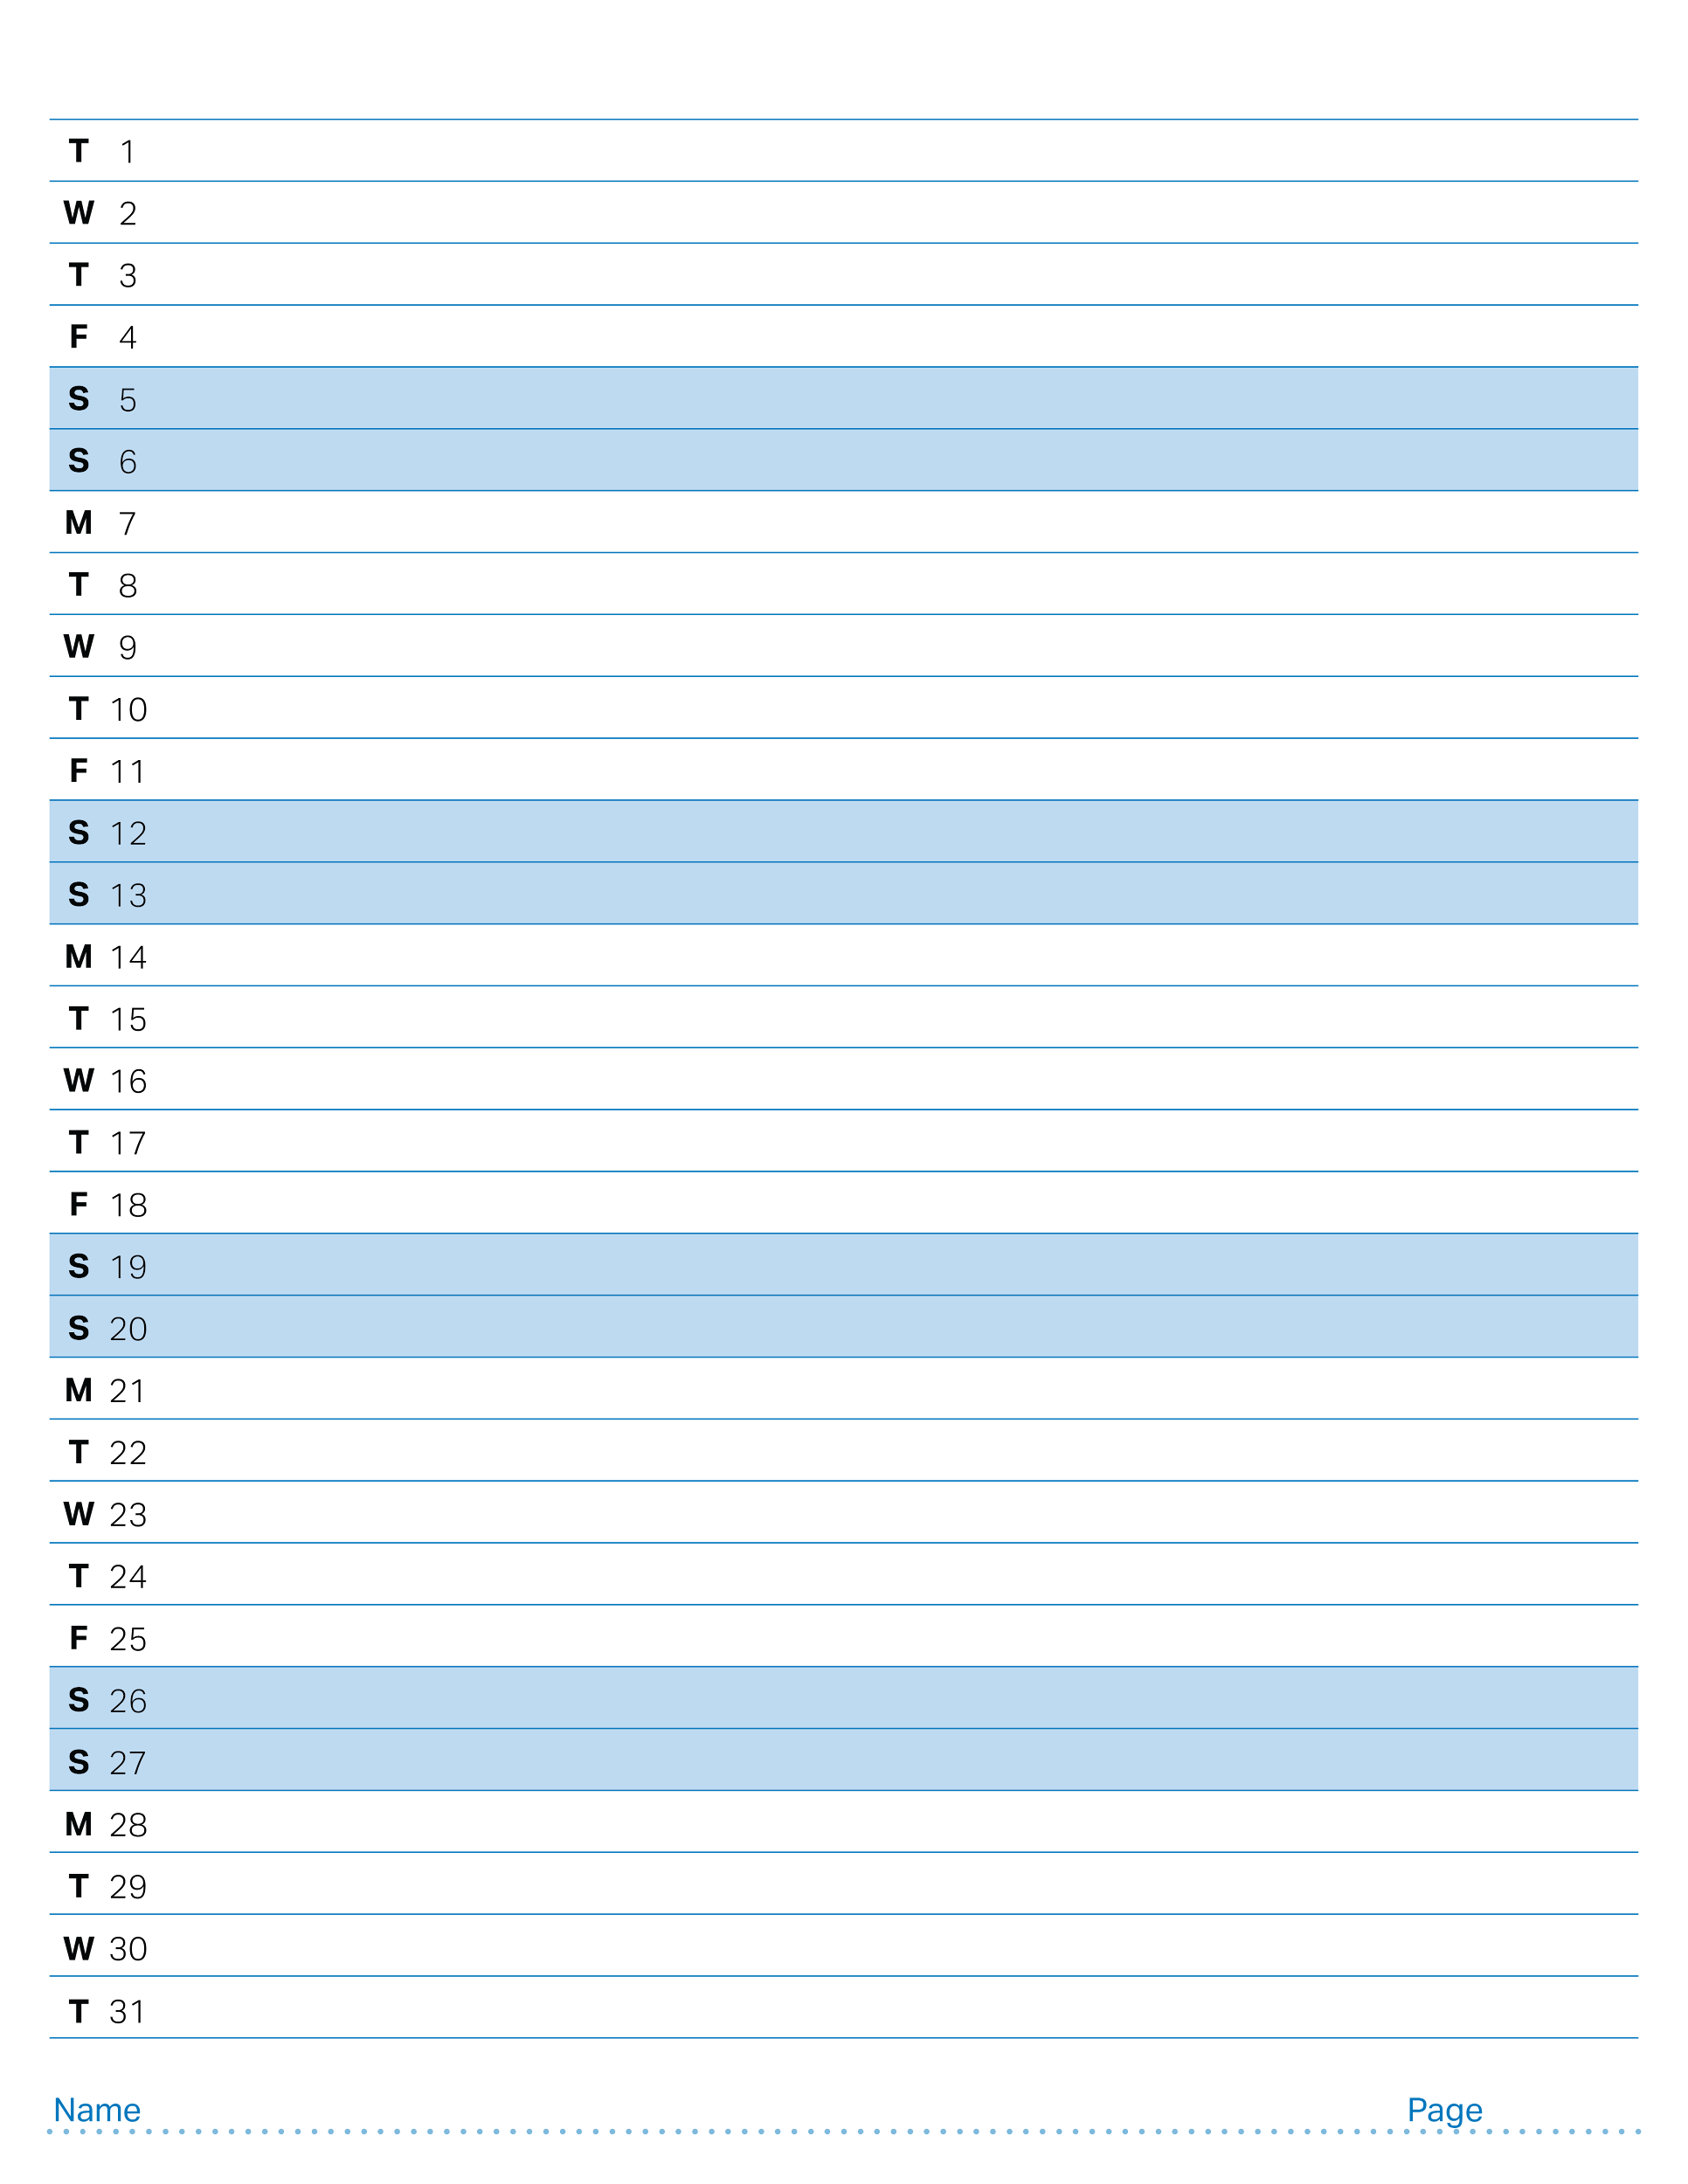 T 1
W 2
T 3
F 4
S 5
S 6
M 7
T 8
W 9
T 10
F 11
S 12
S 13
M 14
T 15
W 16
T 17
F 18
S 19
S 20
M 21
T 22
W 23
T 24
F 25
S 26
S 27
M 28
T 29
W 30
T 31
Name Page